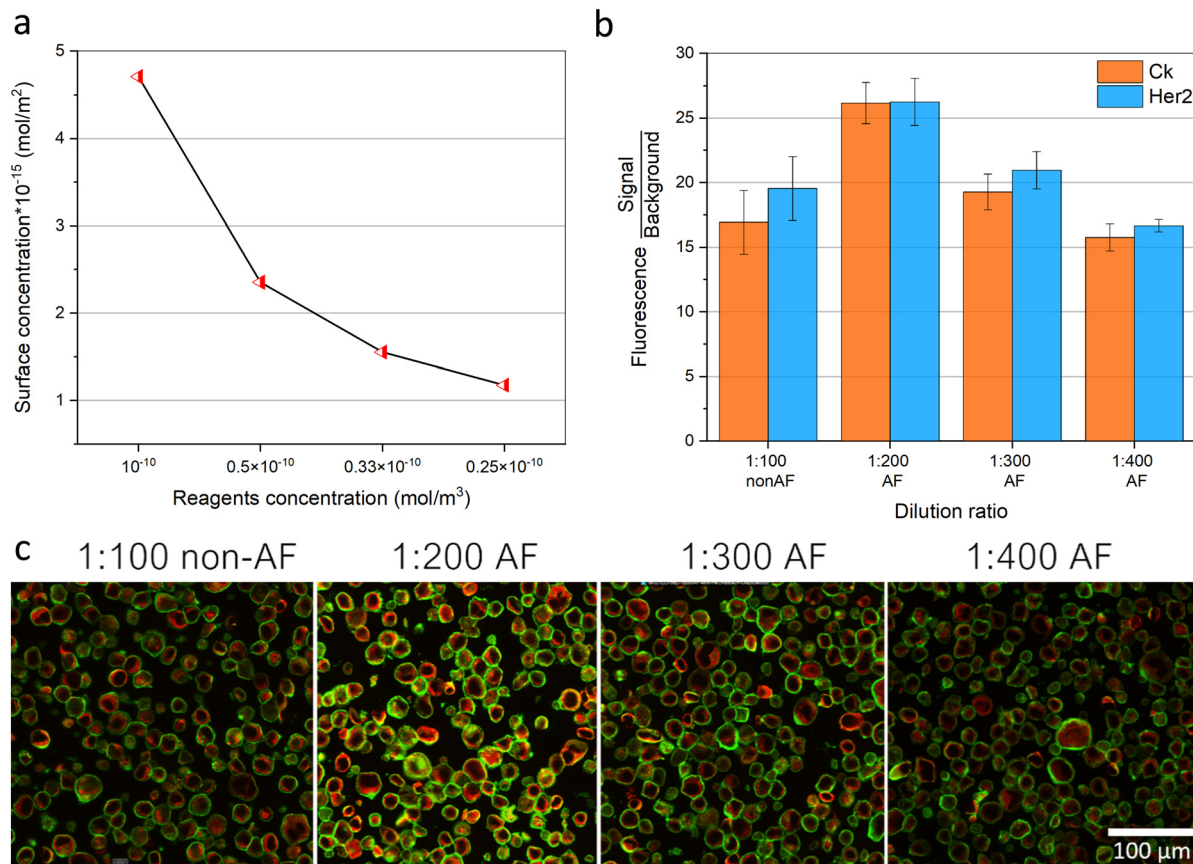 a
5
4
3
2
1
Surface concentration*10⁻¹⁵ (mol/m²)
10⁻¹⁰
0.5×10⁻¹⁰
0.33×10⁻¹⁰
0.25×10⁻¹⁰
Reagents concentration (mol/m³)
b
30
25
20
15
10
5
0
Fluorescence Signal
Background
Ck
Her2
1:100
nonAF
1:200
AF
1:300
AF
1:400
AF
Dilution ratio
c
1:100 non-AF
1:200 AF
1:300 AF
1:400 AF
100 µm